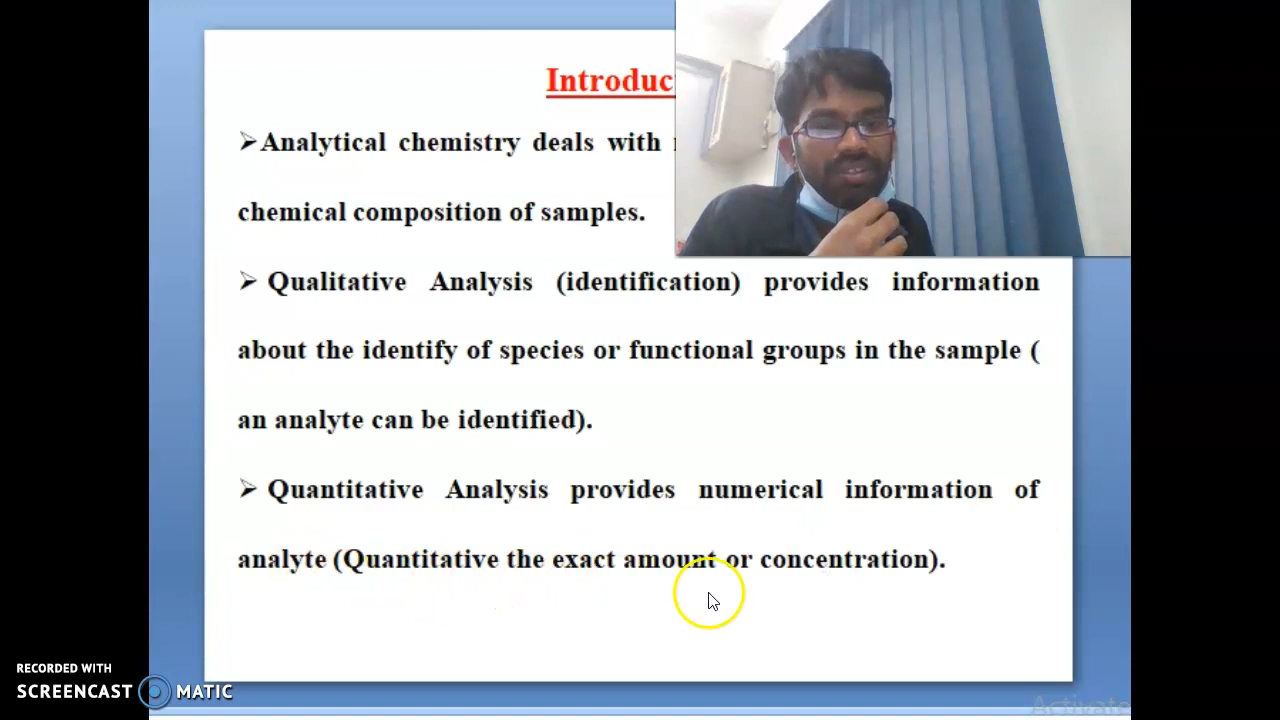 Introduc
➢Analytical chemistry deals with
chemical composition of samples.
➢ Qualitative Analysis (identification) provides information
about the identify of species or functional groups in the sample (
an analyte can be identified).
➢ Quantitative Analysis provides numerical information of
analyte (Quantitative the exact amount or concentration).
RECORDED WITH
SCREENCAST MATIC
Activate